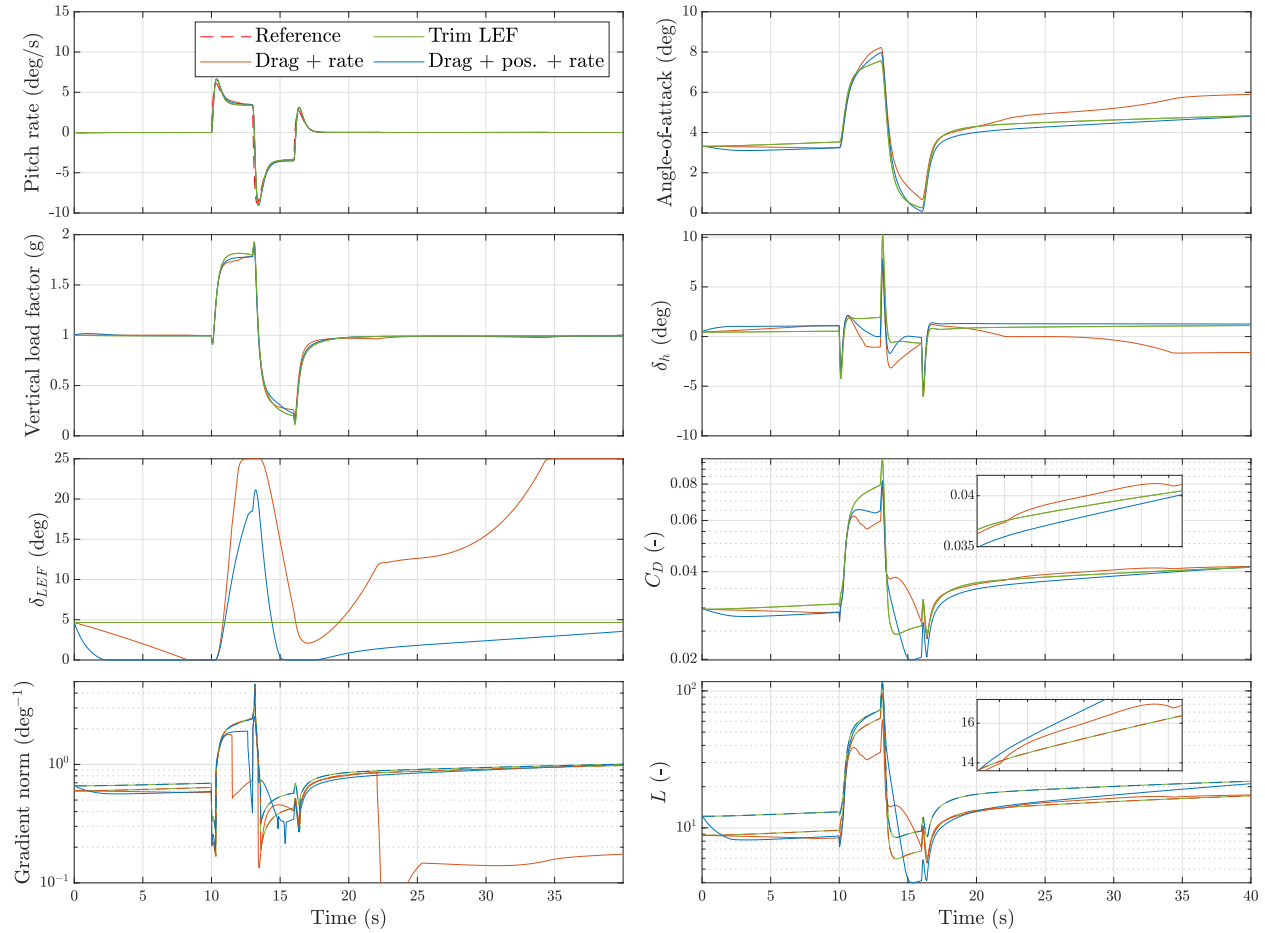 15
10
5
0
-5
-10
Pitch rate (deg/s)
Reference
Trim LEF
Drag + rate
Drag + pos. + rate
10
8
6
4
2
0
Angle-of-attack (deg)
2
1.5
1
0.5
0
Vertical load factor (g)
10
5
0
-5
-10
δh (deg)
25
20
15
10
5
0
δLEF (deg)
0.08
0.06
0.04
0.02
CD (-)
0.04
0.035
10^0
10^-1
Gradient norm (deg^-1)
0 5 10 15 20 25 30 35
Time (s)
10^2
10^1
L (-)
16
14
0 5 10 15 20 25 30 35 40
Time (s)